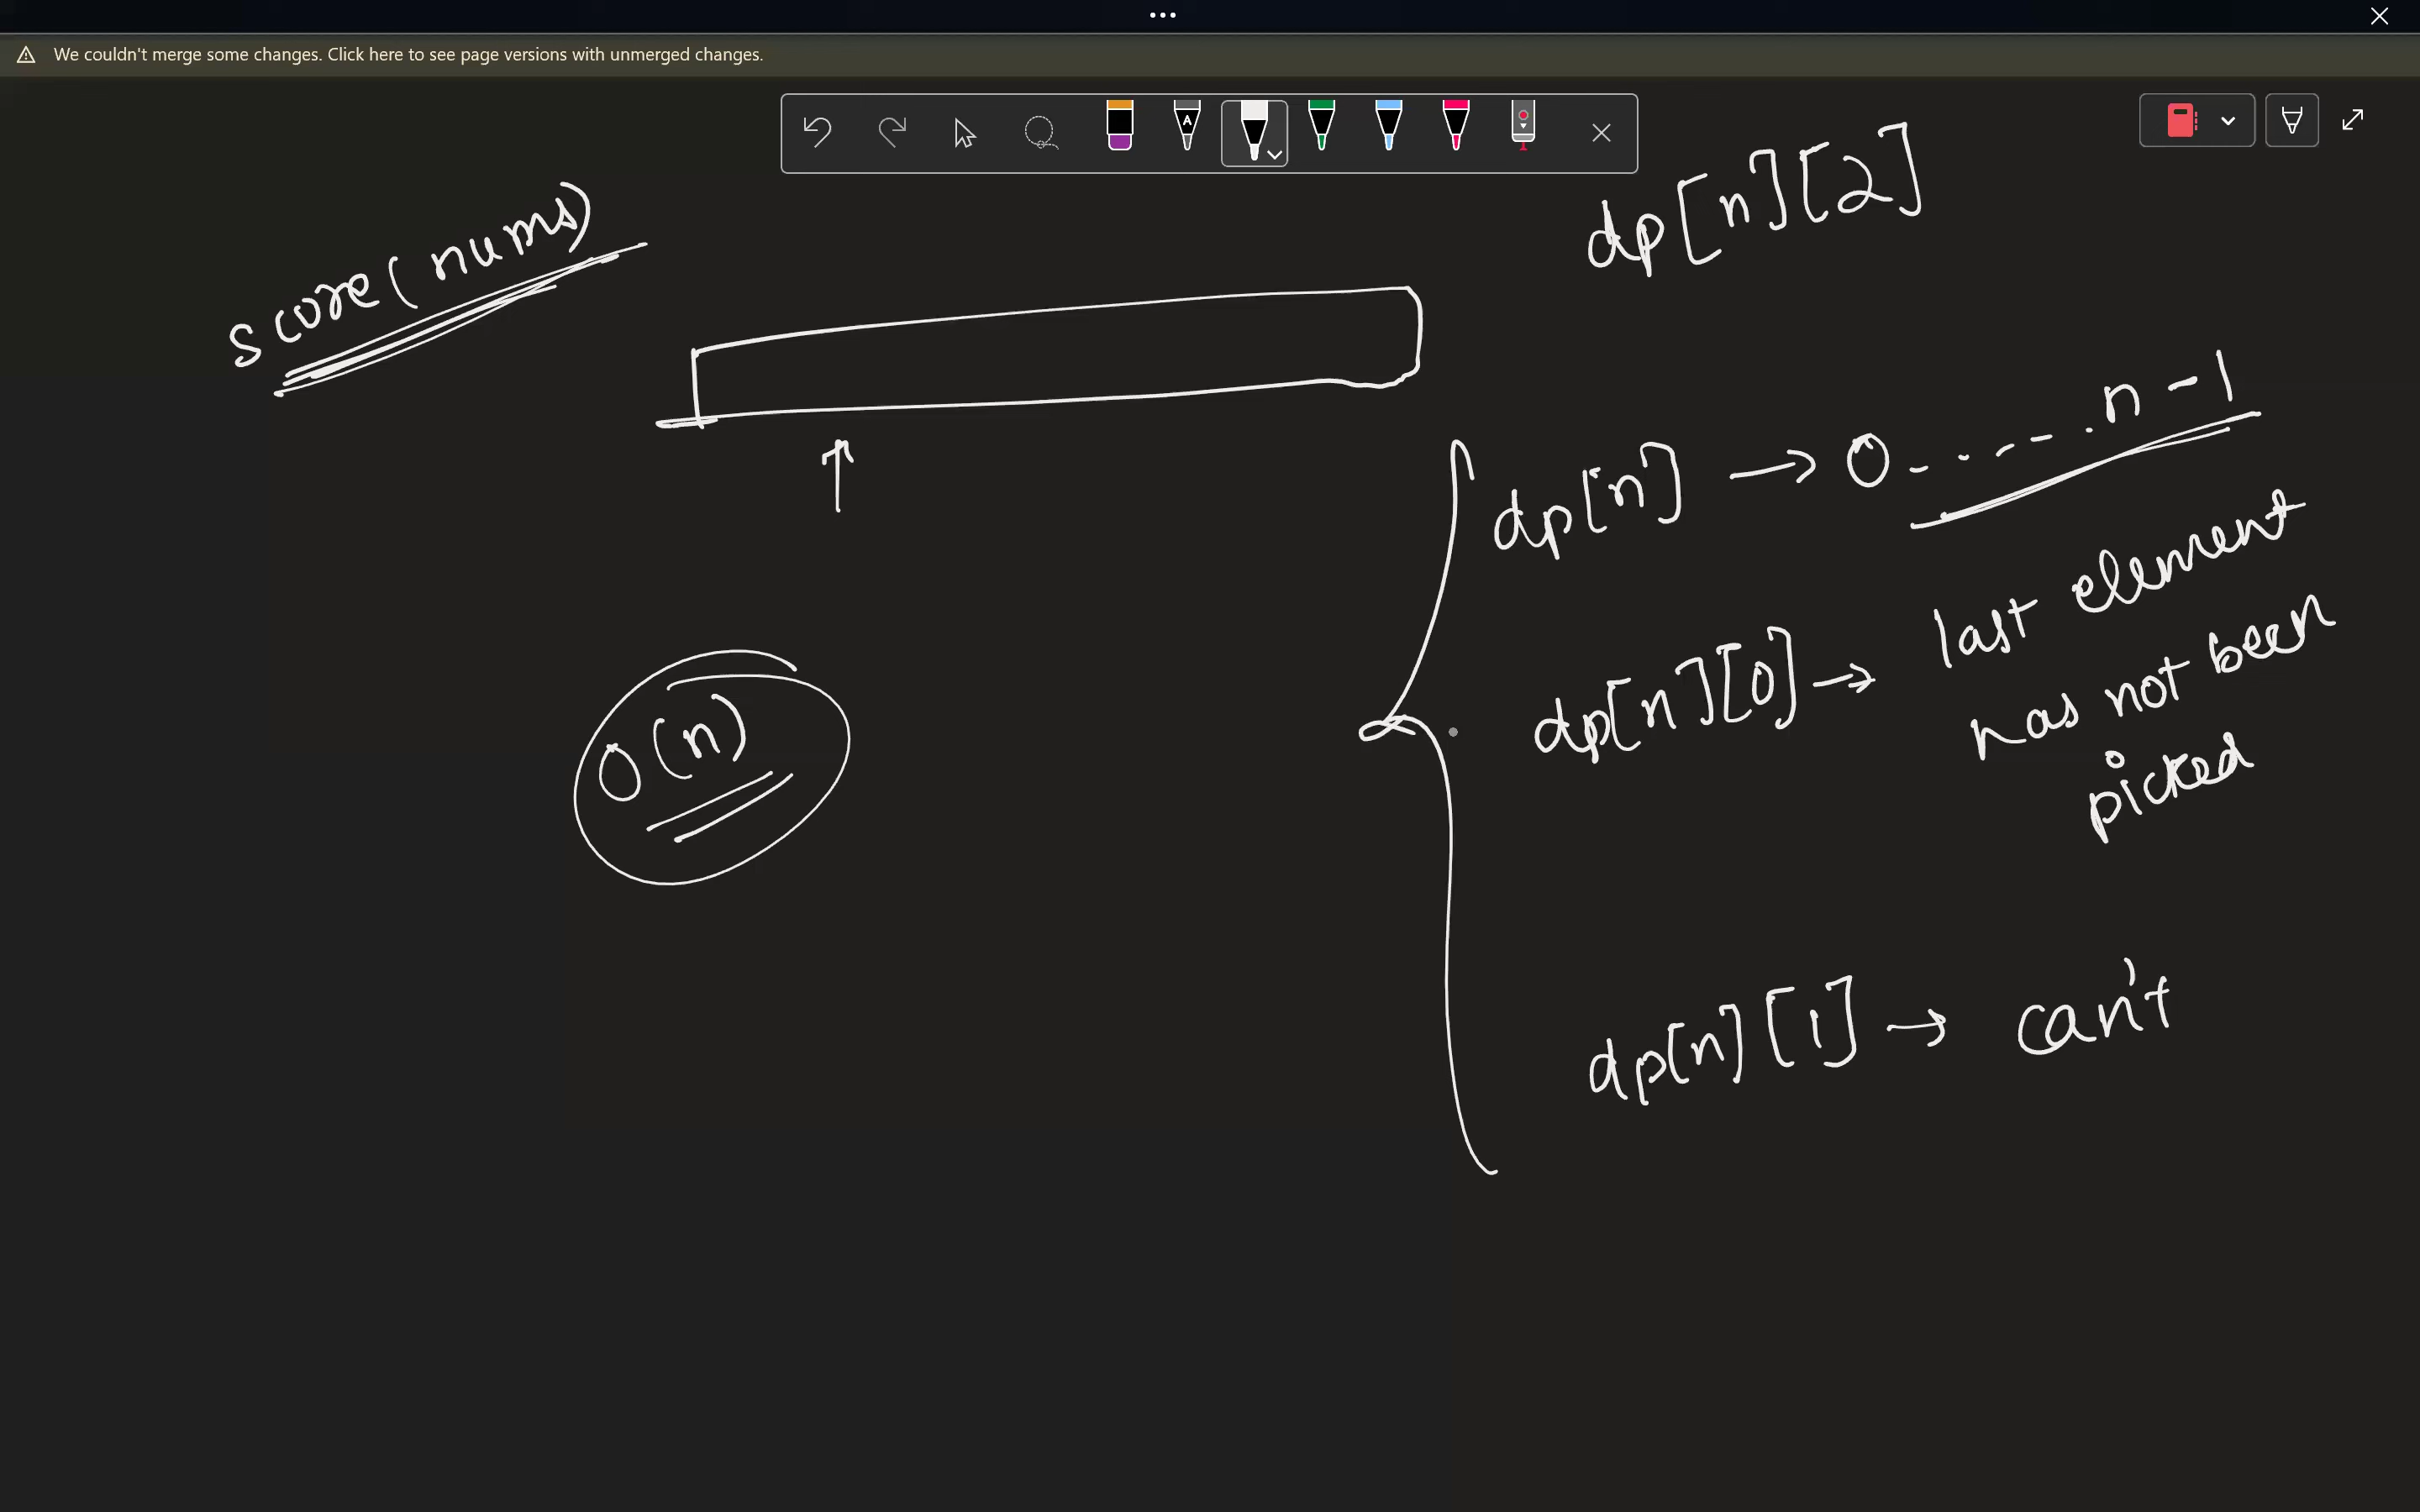 We couldn't merge some changes. Click here to see page versions with unmerged changes.
A
dp[n][2]
score(nums)
dp[n] → 0 - . - - - . n - 1
last element
has not been
picked
dp[n][0] →
O(n)
dp[n][1] → can't